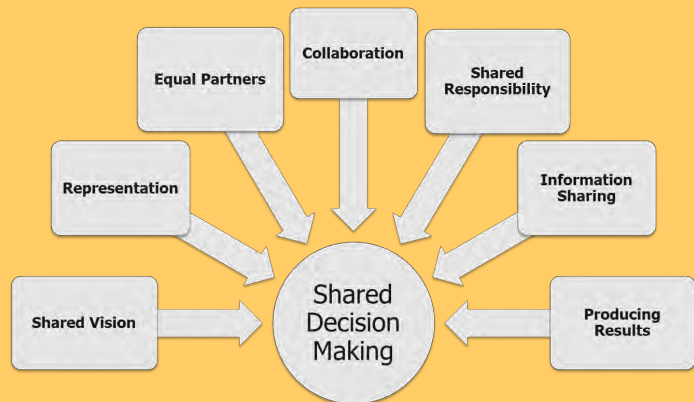 Collaboration
Equal Partners
Shared
Responsibility
Representation
Information
Sharing
Shared Vision
Shared
Decision
Making
Producing
Results